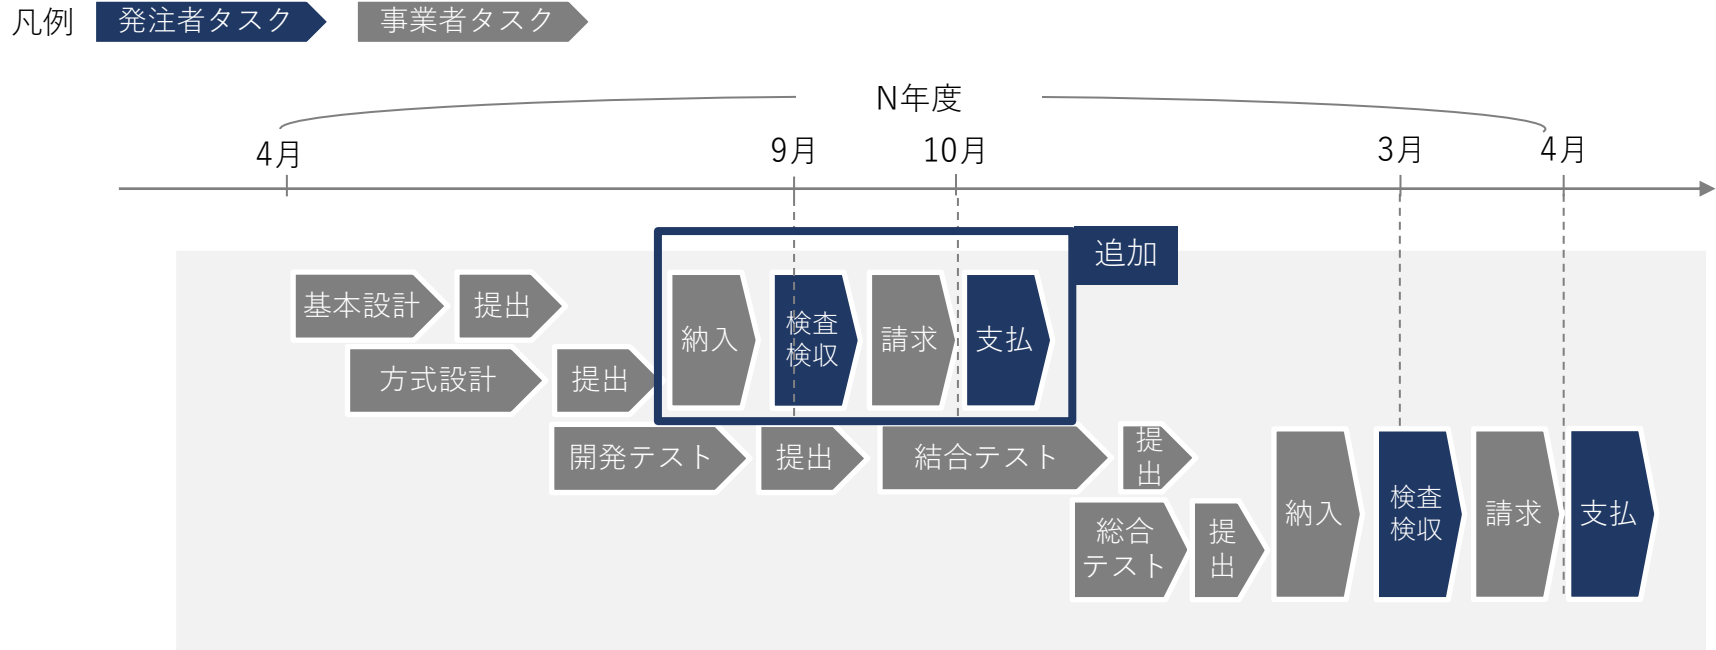 凡例
発注者タスク
事業者タスク
N年度
4月
9月
10月
3月
4月
追加
基本設計
提出
納入
検査
検収
請求
支払
方式設計
提出
開発テスト
提出
結合テスト
提
出
総合
テスト
提
出
納入
検査
検収
請求
支払